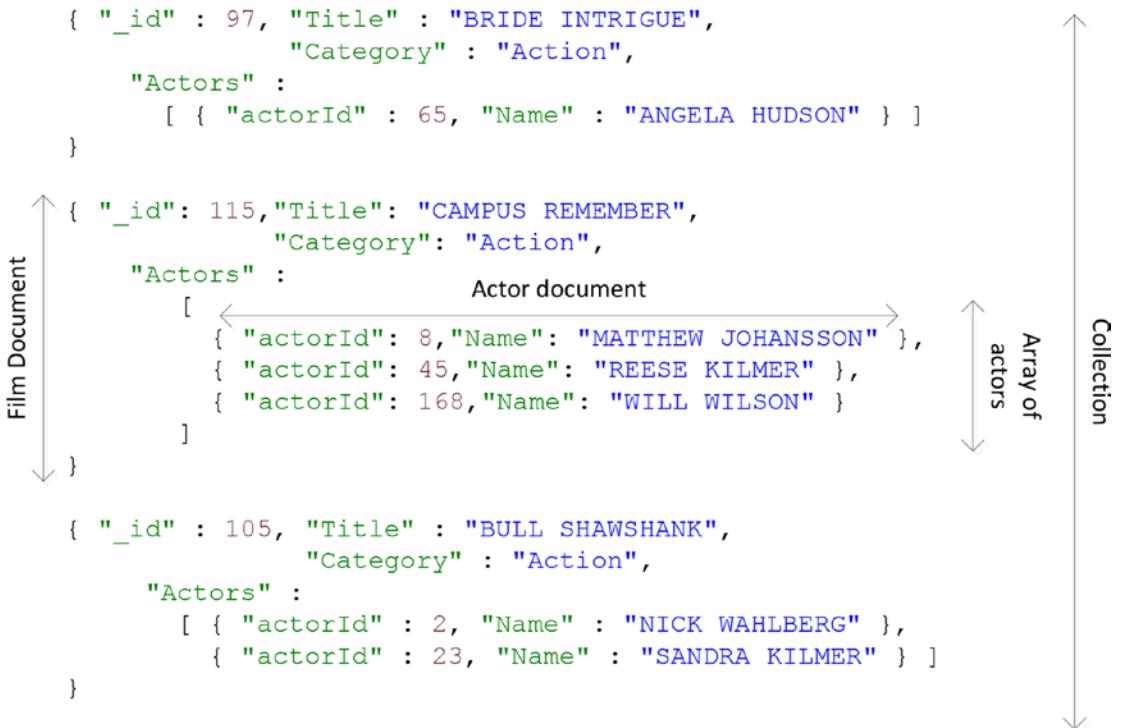 { "_id" : 97, "Title" : "BRIDE INTRIGUE",
"Category" : "Action",
"Actors" :
[ { "actorId" : 65, "Name" : "ANGELA HUDSON" } ]
}
{ "_id": 115,"Title": "CAMPUS REMEMBER",
"Category": "Action",
"Actors" :
Actor document
[
{ "actorId": 8,"Name": "MATTHEW JOHANSSON" },
{ "actorId": 45,"Name": "REESE KILMER" },
{ "actorId": 168,"Name": "WILL WILSON" }
]
}
Film Document
Array of
actors
Collection
{ "_id" : 105, "Title" : "BULL SHAWSHANK",
"Category" : "Action",
"Actors" :
[ { "actorId" : 2, "Name" : "NICK WAHLBERG" },
{ "actorId" : 23, "Name" : "SANDRA KILMER" } ]
}